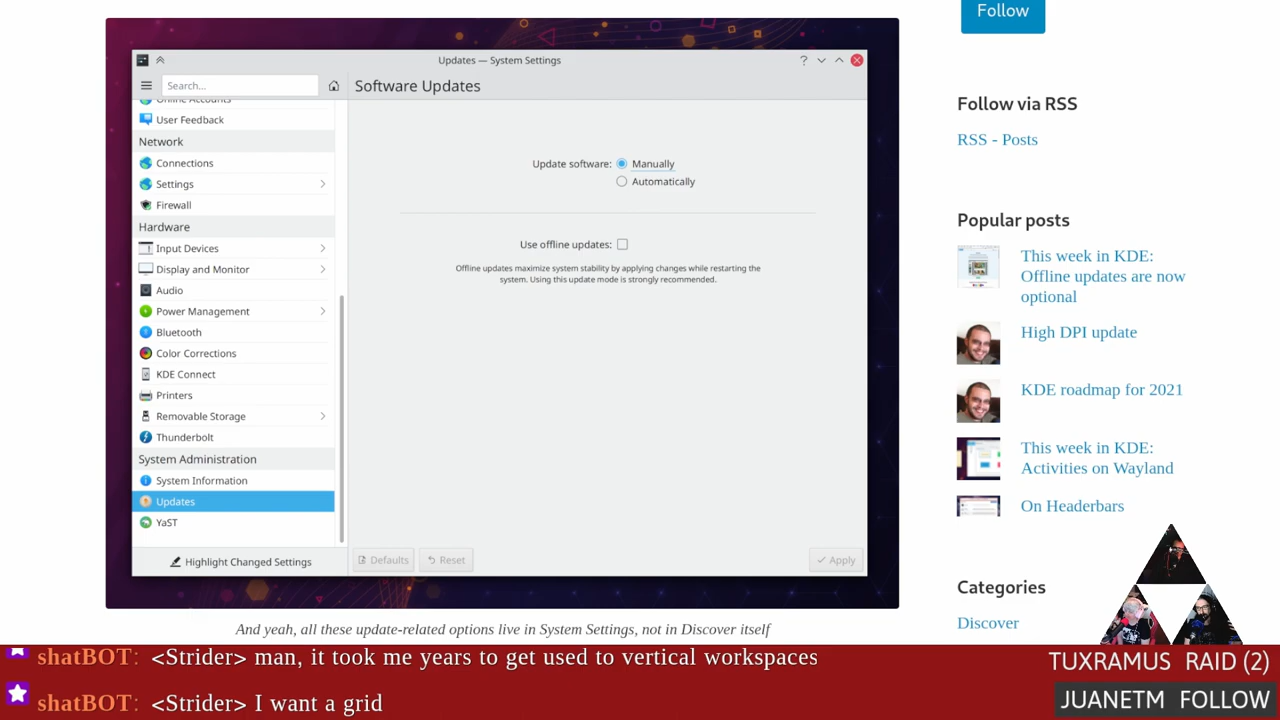 Follow
Updates — System Settings
Search...
Software Updates
Online Accounts
User Feedback
Network
Connections
Settings
Firewall
Hardware
Input Devices
Display and Monitor
Audio
Power Management
Bluetooth
Color Corrections
KDE Connect
Printers
Removable Storage
Thunderbolt
System Administration
System Information
Updates
YaST
Highlight Changed Settings
Update software: Manually
Automatically
Use offline updates:
Offline updates maximize system stability by applying changes while restarting the
system. Using this update mode is strongly recommended.
Defaults Reset Apply
And yeah, all these update-related options live in System Settings, not in Discover itself
Follow via RSS
RSS - Posts
Popular posts
This week in KDE:
Offline updates are now
optional
High DPI update
KDE roadmap for 2021
This week in KDE:
Activities on Wayland
On Headerbars
Categories
Discover
shatBOT: <Strider> man, it took me years to get used to vertical workspaces
shatBOT: <Strider> I want a grid
TUXRAMUS RAID (2)
JUANETM FOLLOW